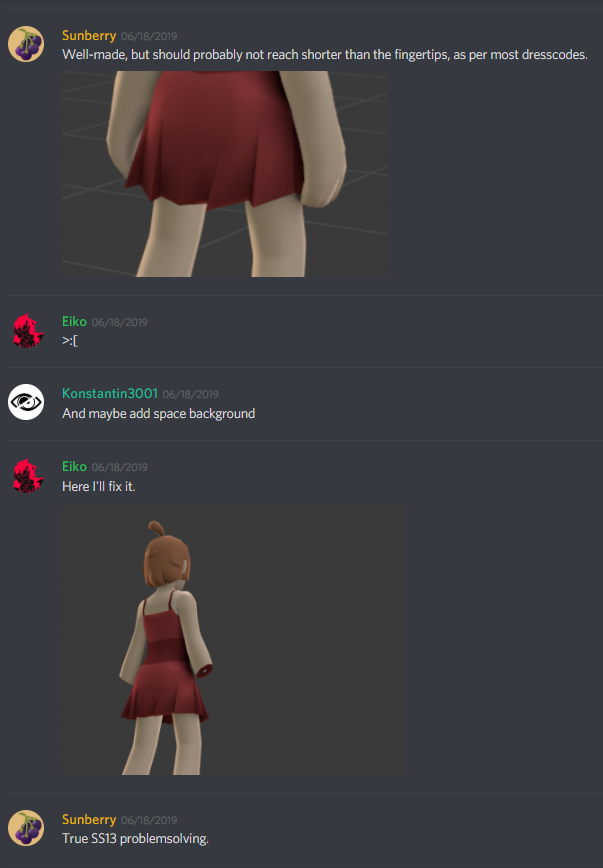 Sunberry 06/18/2019
Well-made, but should probably not reach shorter than the fingertips, as per most dresscodes.
Eiko 06/18/2019
>:[
Konstantin3001 06/18/2019
And maybe add space background
Eiko 06/18/2019
Here I'll fix it.
Sunberry 06/18/2019
True SS13 problemsolving.